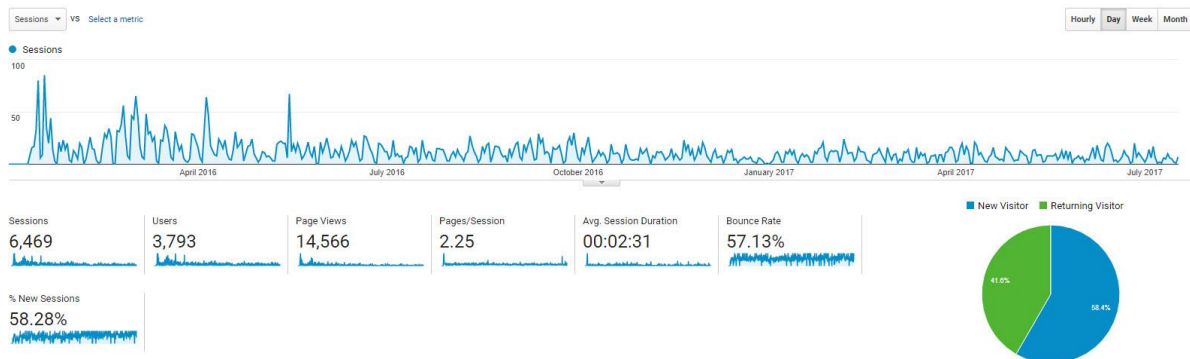 Sessions VS Select a metric Hourly Day Week Month
Sessions
100
50
April 2016 July 2016 October 2016 January 2017 April 2017 July 2017
New Visitor Returning Visitor
Sessions Users Page Views Pages/Session Avg. Session Duration Bounce Rate
6,469 3,793 14,566 2.25 00:02:31 57.13%
41.6%
58.4%
% New Sessions
58.28%